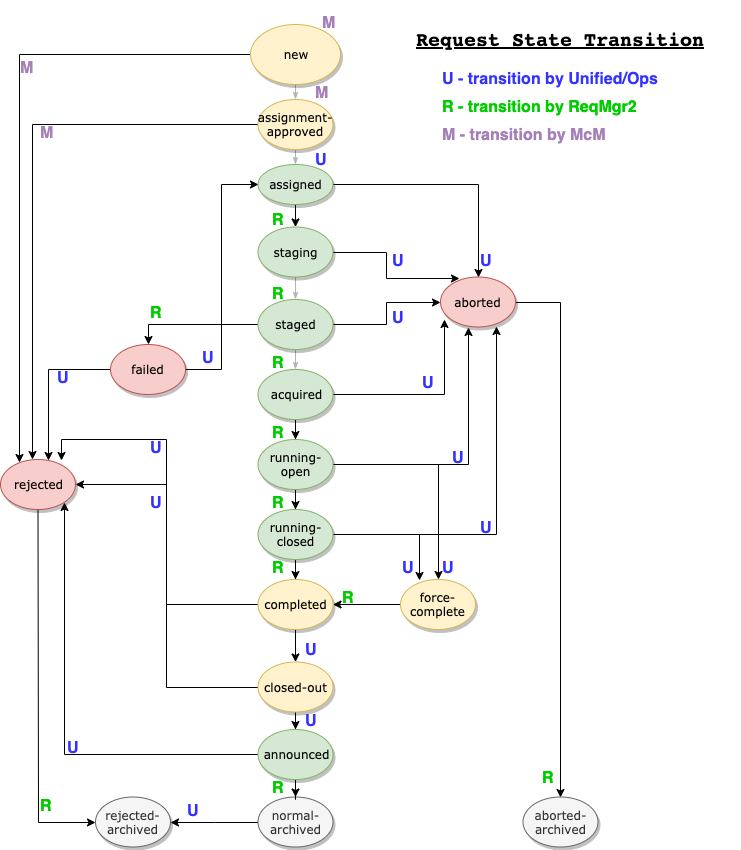 M
Request State Transition
new
M
U - transition by Unified/Ops
M
R - transition by ReqMgr2
assignment-
approved
M
M - transition by McM
U
assigned
R
staging
U
U
R
aborted
R
staged
U
U
R
failed
U
U
acquired
R
U
running-
open
U
rejected
R
U
running-
closed
U
R
U
U
completed
R
force-
complete
U
closed-out
U
U
announced
R
R
R
rejected-
archived
U
normal-
archived
aborted-
archived